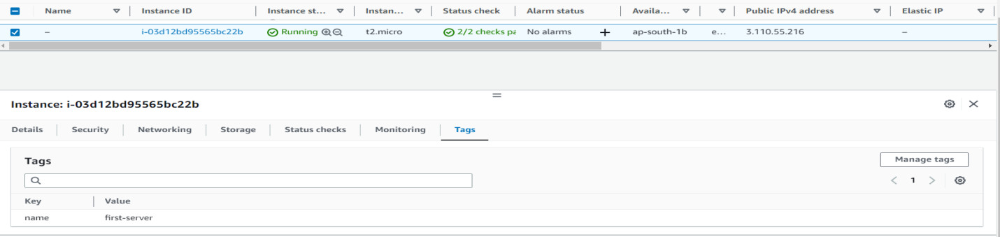 Name Instance ID Instance st... Instan... Status check Alarm status Availa... Public IPv4 address Elastic IP
– i-03d12bd95565bc22b Running t2.micro 2/2 checks pa No alarms + ap-south-1b e... 3.110.55.216 –
Instance: i-03d12bd95565bc22b
Details Security Networking Storage Status checks Monitoring Tags
Tags
Manage tags
1
Key Value
name first-server